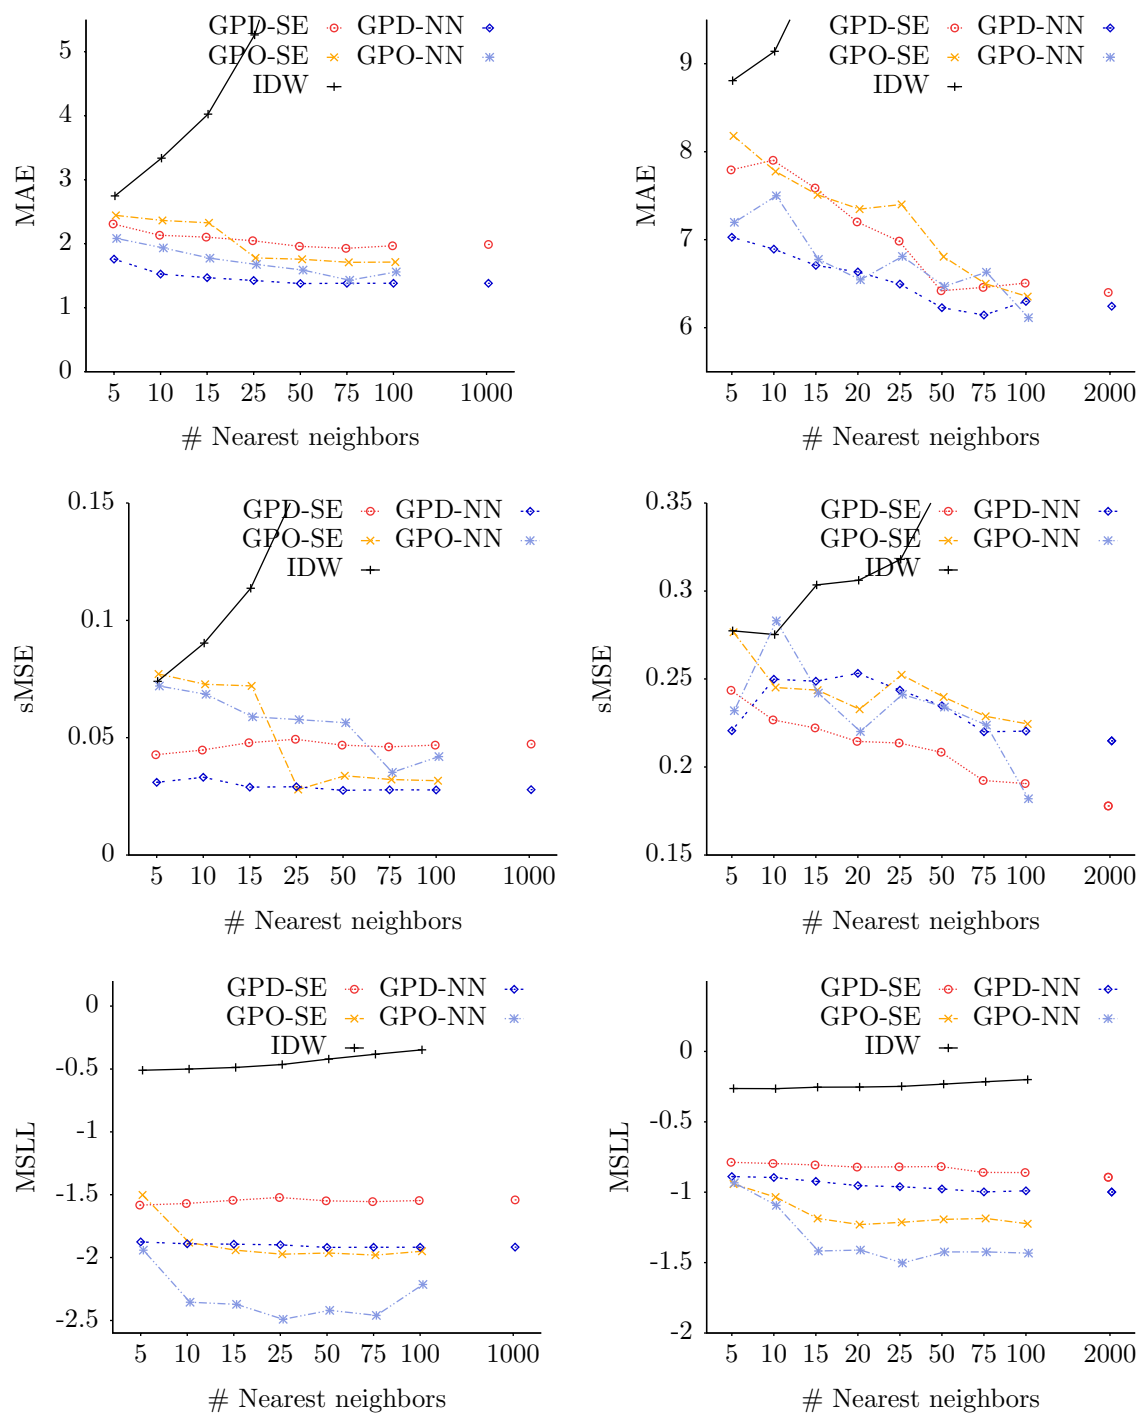 GPD-SE GPD-NN
GPO-SE GPO-NN
IDW
5
4
3
2
1
0
MAE
5 10 15 25 50 75 100 1000
# Nearest neighbors
GPD-SE GPD-NN
GPO-SE GPO-NN
IDW
9
8
7
6
MAE
5 10 15 20 25 50 75 100 2000
# Nearest neighbors
GPD-SE GPD-NN
GPO-SE GPO-NN
IDW
0.15
0.1
0.05
0
sMSE
5 10 15 25 50 75 100 1000
# Nearest neighbors
GPD-SE GPD-NN
GPO-SE GPO-NN
IDW
0.35
0.3
0.25
0.2
0.15
sMSE
5 10 15 20 25 50 75 100 2000
# Nearest neighbors
GPD-SE GPD-NN
GPO-SE GPO-NN
IDW
0
-0.5
-1
-1.5
-2
-2.5
MSLL
5 10 15 25 50 75 100 1000
# Nearest neighbors
GPD-SE GPD-NN
GPO-SE GPO-NN
IDW
0
-0.5
-1
-1.5
-2
MSLL
5 10 15 20 25 50 75 100 2000
# Nearest neighbors